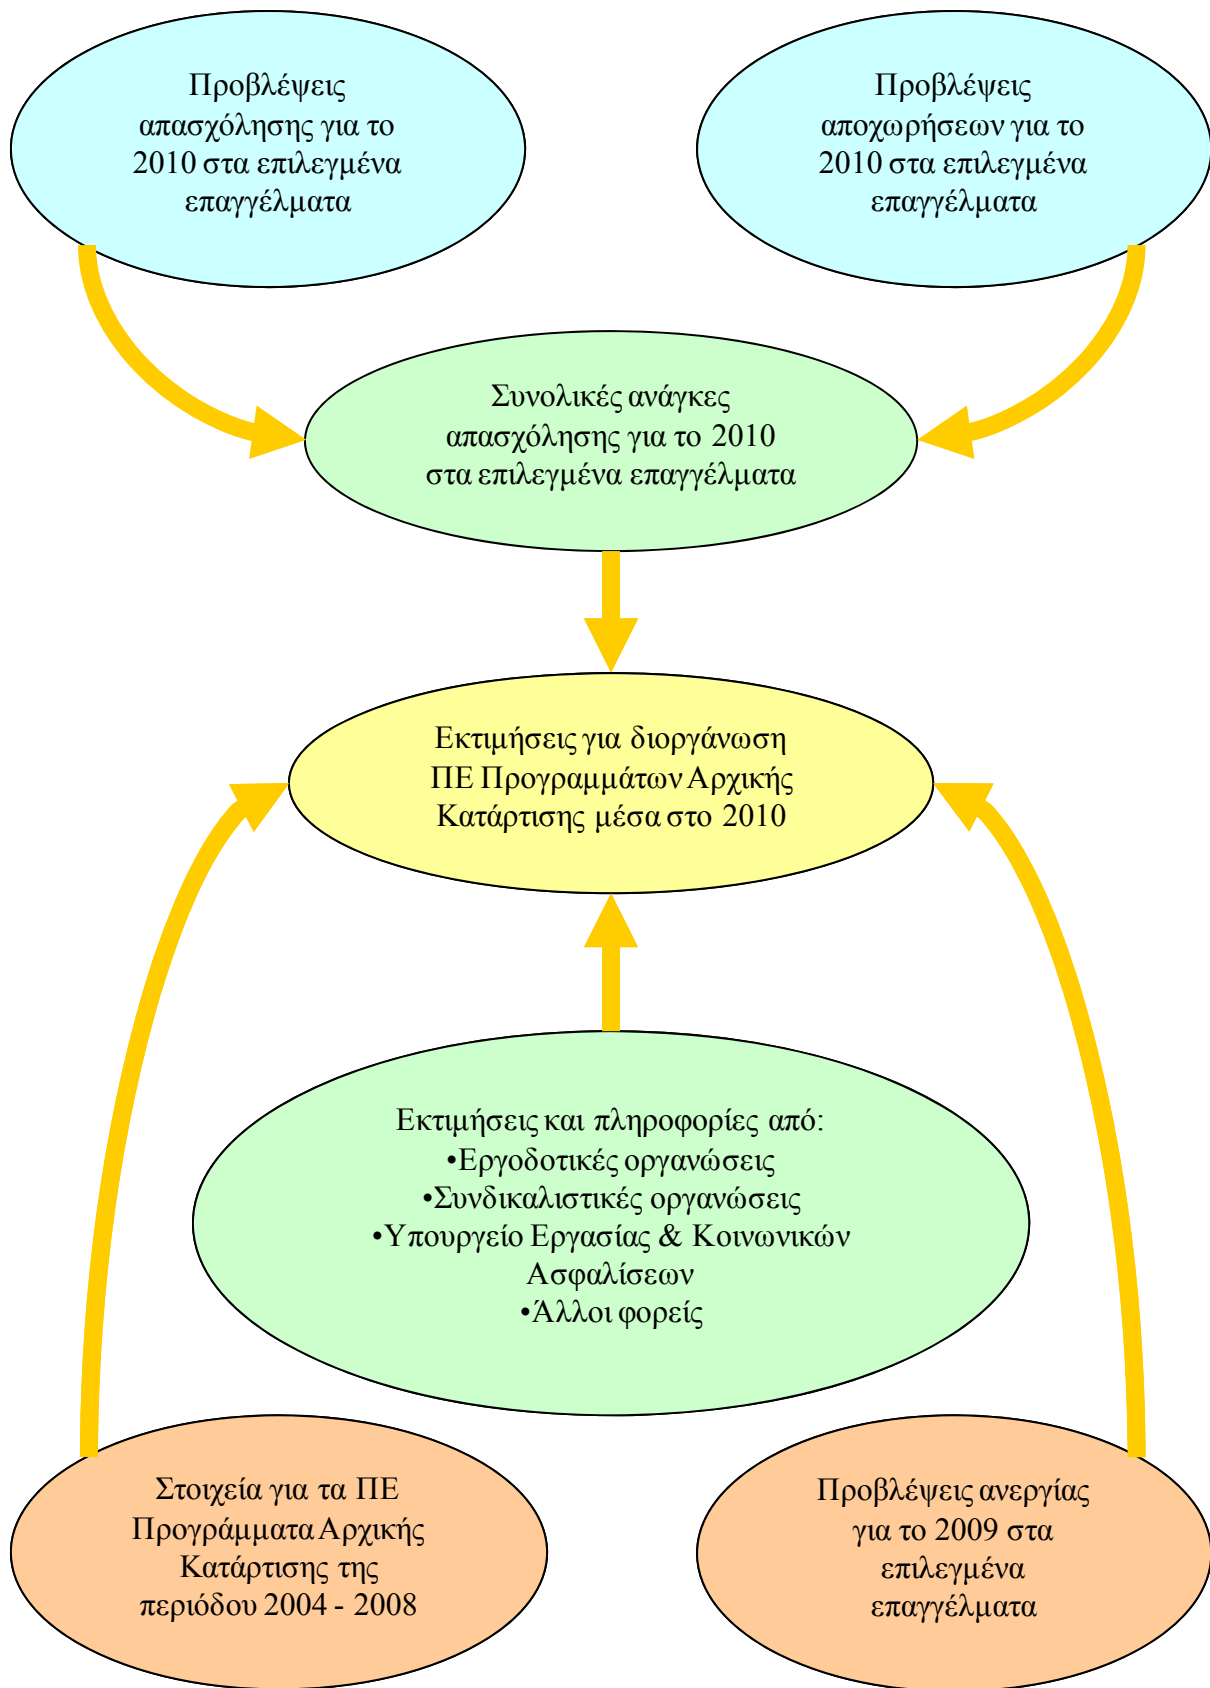 Προβλέψεις
απασχόλησης για το
2010 στα επιλεγμένα
επαγγέλματα
Προβλέψεις
αποχωρήσεων για το
2010 στα επιλεγμένα
επαγγέλματα
Συνολικές ανάγκες
απασχόλησης για το 2010
στα επιλεγμένα επαγγέλματα
Εκτιμήσεις για διοργάνωση
ΠΕ Προγραμμάτων Αρχικής
Κατάρτισης μέσα στο 2010
Εκτιμήσεις και πληροφορίες από:
•Εργοδοτικές οργανώσεις
•Συνδικαλιστικές οργανώσεις
•Υπουργείο Εργασίας & Κοινωνικών
Ασφαλίσεων
•Άλλοι φορείς
Στοιχεία για τα ΠΕ
Προγράμματα Αρχικής
Κατάρτισης της
περιόδου 2004 - 2008
Προβλέψεις ανεργίας
για το 2009 στα
επιλεγμένα
επαγγέλματα